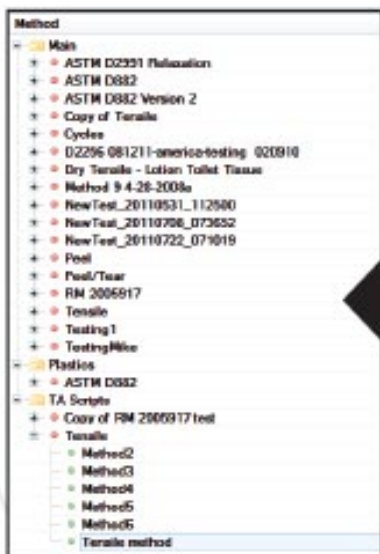 Method
Main
ASTM D2991 Relaxation
ASTM D882
ASTM D882 Version 2
Copy of Tensile
Cycles
D2256 081211-america-testing 020910
Dry Tensile - Lotion Toilet Tissue
Method 9 4-28-2008a
NewTest_20110531_112500
NewTest_20110708_073652
NewTest_20110722_071019
Peel
Peel/Tear
RM 2005917
Tensile
Testing1
TestingMike
Plastics
ASTM D882
TA Scripts
Copy of RM 2005917 test
Tensile
Method2
Method3
Method4
Method5
Method6
Tensile method